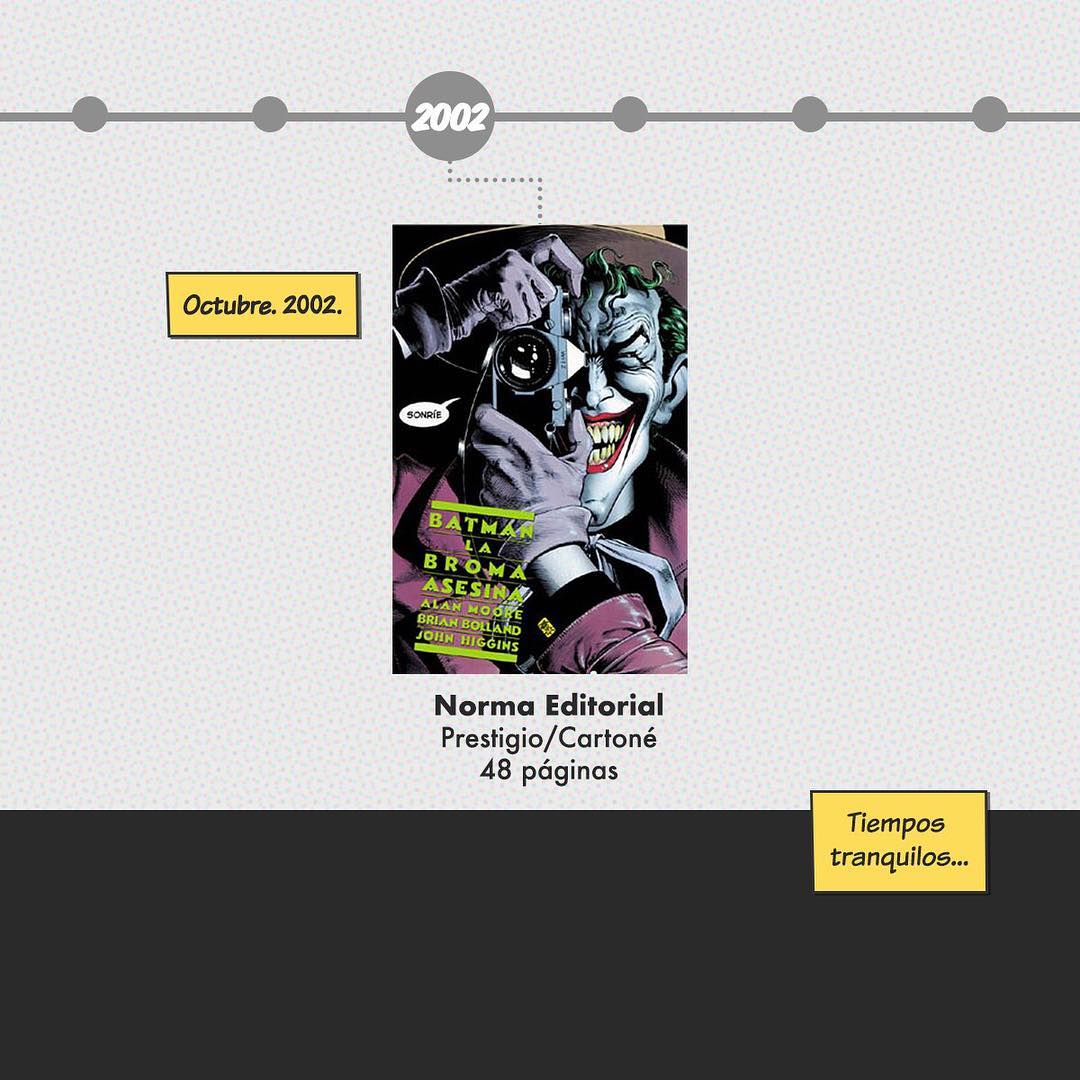 2002
Octubre. 2002.
SONRÍE
BATMAN
LA
BROMA
ASESINA
ALAN MOORE
BRIAN BOLLAND
JOHN HIGGINS
Norma Editorial
Prestigio/Cartoné
48 páginas
Tiempos
tranquilos...